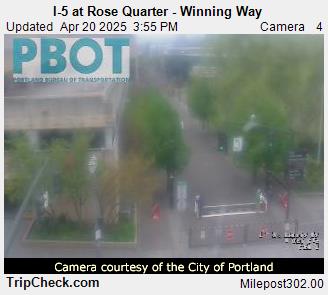 I-5 at Rose Quarter - Winning Way
Updated Apr 20 2025 3:55 PM Camera 4
PBOT
PORTLAND BUREAU OF TRANSPORTATION
Camera courtesy of the City of Portland
TripCheck.com Milepost302.00